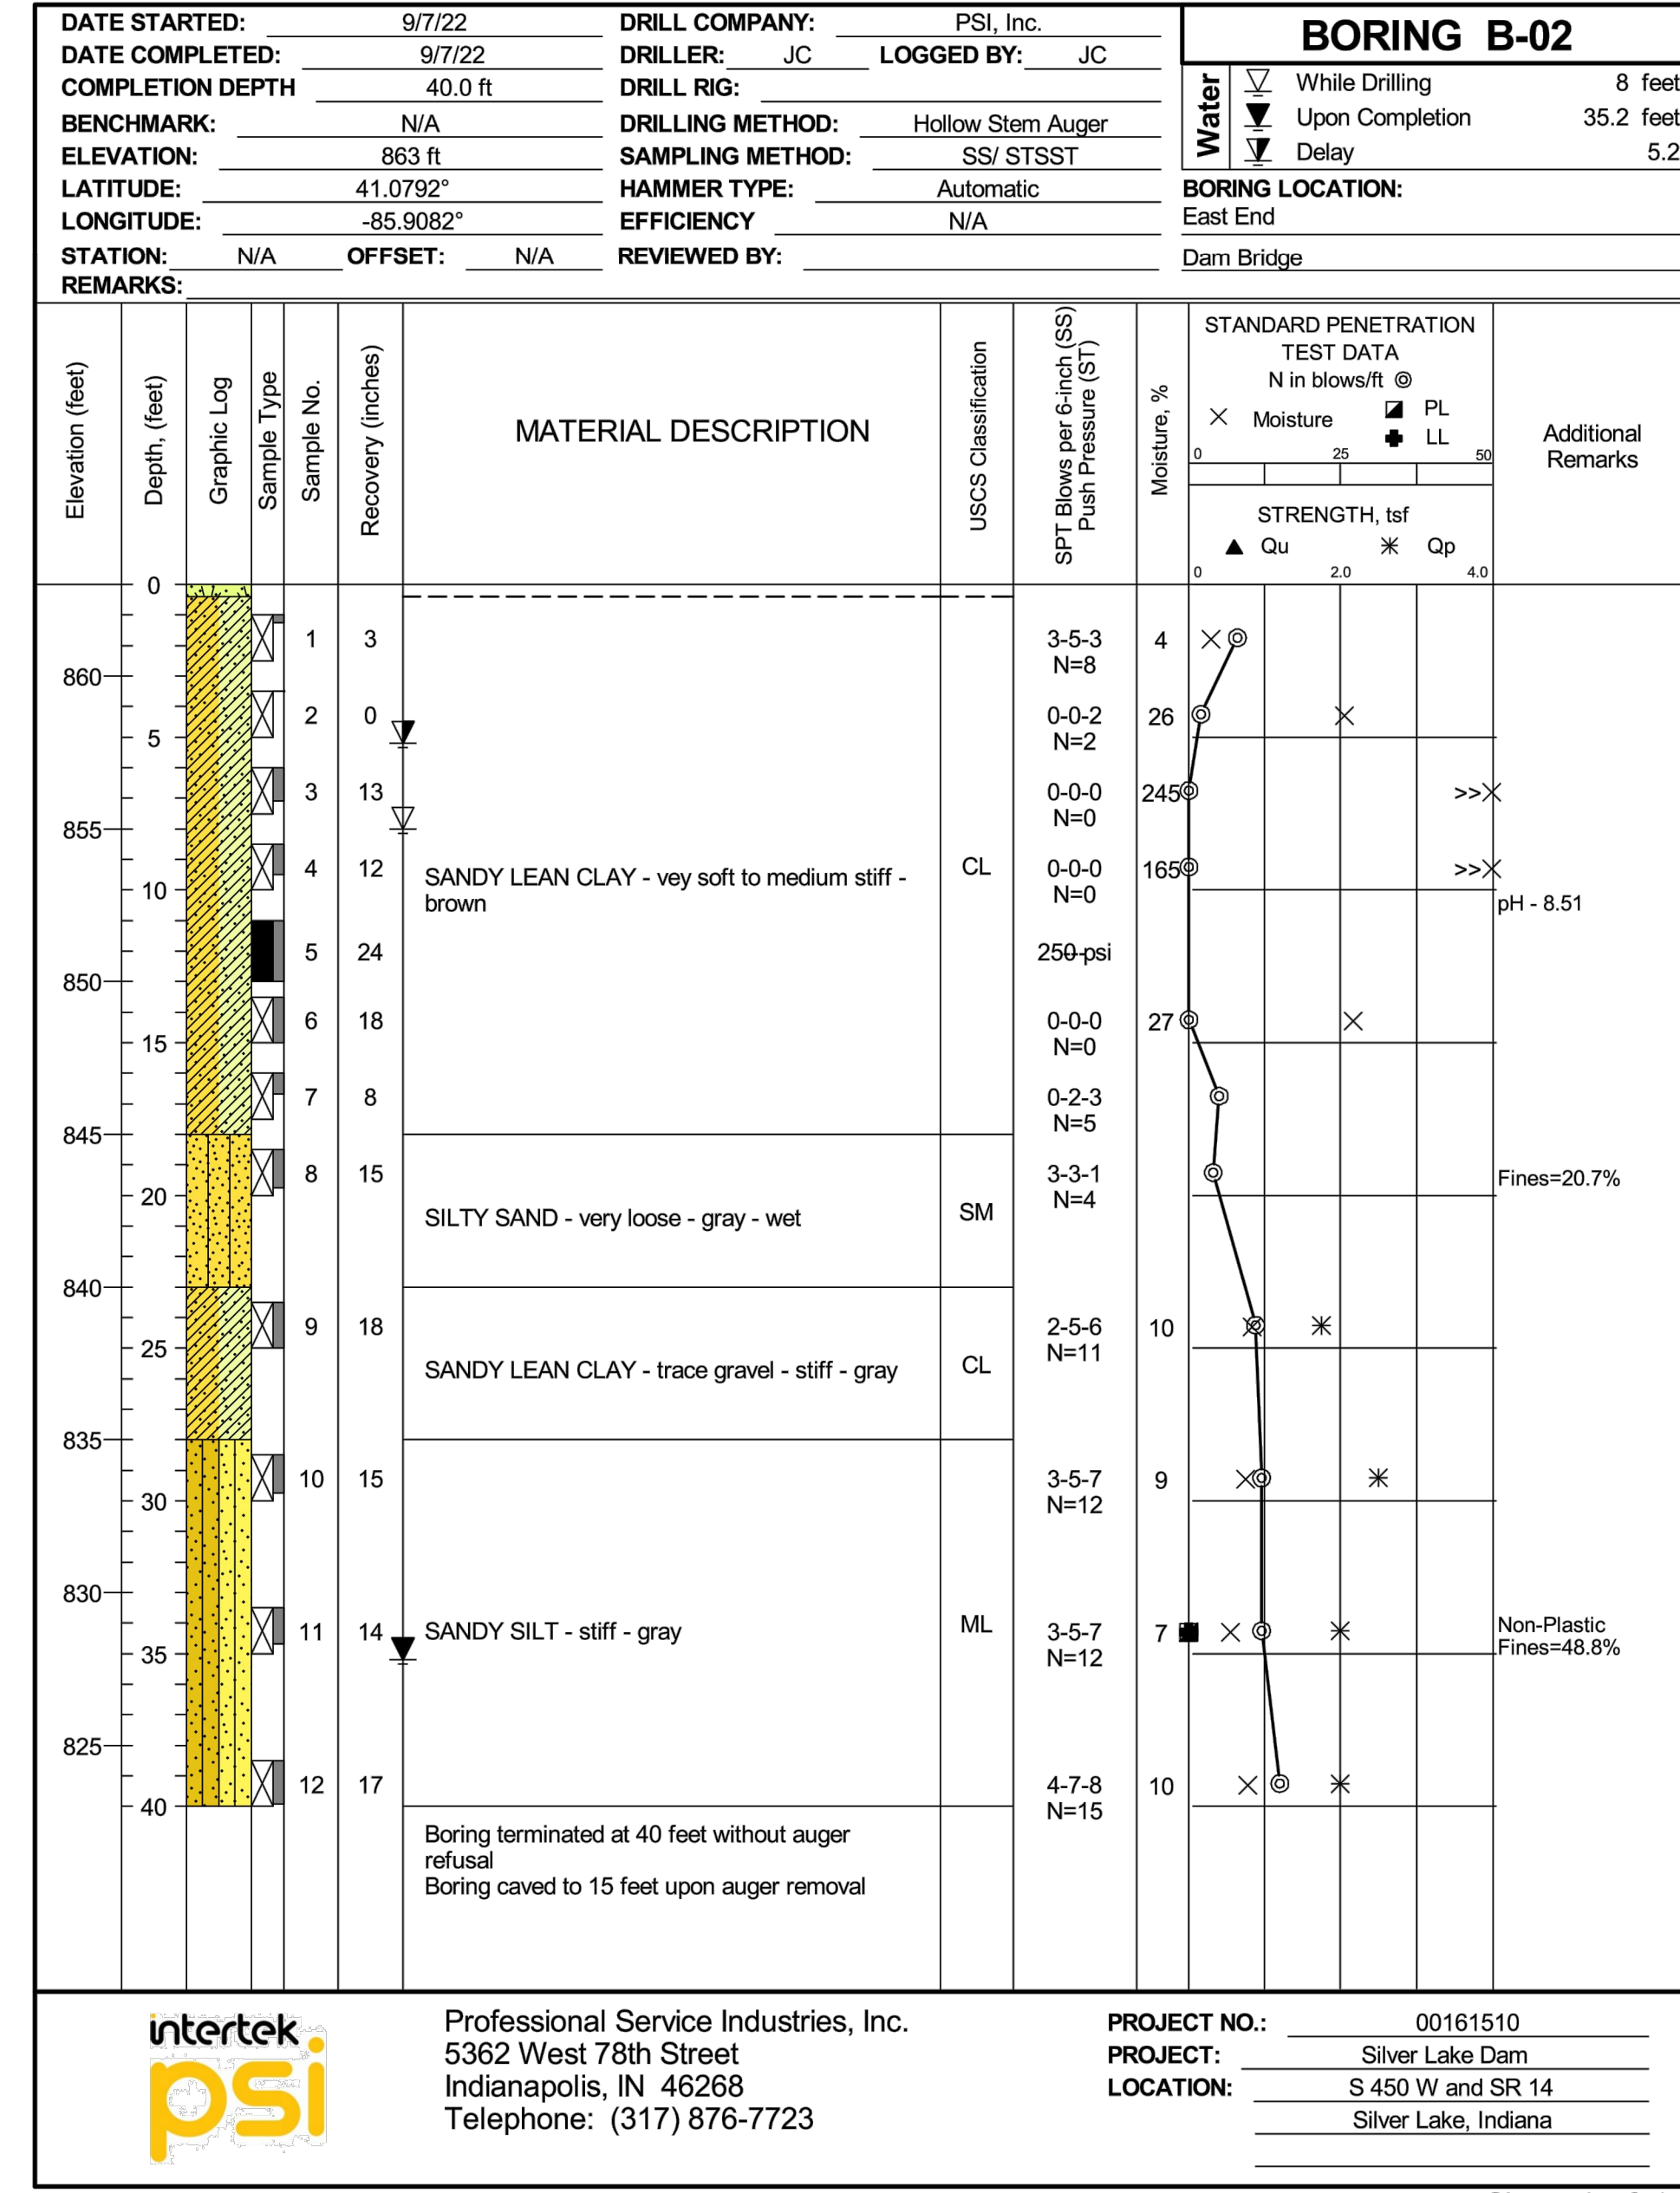 DATE STARTED: 9/7/22 DRILL COMPANY: PSI, Inc. BORING B-02
DATE COMPLETED: 9/7/22 DRILLER: JC LOGGED BY: JC
COMPLETION DEPTH 40.0 ft DRILL RIG:
BENCHMARK: N/A DRILLING METHOD: Hollow Stem Auger
ELEVATION: 863 ft SAMPLING METHOD: SS/ STSST
LATITUDE: 41.0792° HAMMER TYPE: Automatic
LONGITUDE: -85.9082° EFFICIENCY N/A
STATION: N/A OFFSET: N/A REVIEWED BY:
REMARKS:
Water
While Drilling 8 feet
Upon Completion 35.2 feet
Delay 5.2
BORING LOCATION:
East End
Dam Bridge
Elevation (feet)
Depth, (feet)
Graphic Log
Sample Type
Sample No.
Recovery (inches)
MATERIAL DESCRIPTION
USCS Classification
SPT Blows per 6-inch (SS)
Push Pressure (ST)
Moisture, %
STANDARD PENETRATION
TEST DATA
N in blows/ft
Moisture PL
LL
0 25 50
STRENGTH, tsf
Qu Qp
0 2.0 4.0
Additional
Remarks
0
1 3 3-5-3 4
N=8
860
2 0 0-0-2 26
N=2
5
3 13 0-0-0 245 >>
N=0
855
4 12 0-0-0 165 >>
N=0
SANDY LEAN CLAY - vey soft to medium stiff - CL
brown
10
pH - 8.51
5 24 250 psi
850
6 18 0-0-0 27
N=0
15
7 8 0-2-3
N=5
845
8 15 3-3-1 Fines=20.7%
N=4
20
SILTY SAND - very loose - gray - wet SM
840
9 18 2-5-6 10
N=11
25
SANDY LEAN CLAY - trace gravel - stiff - gray CL
835
10 15 3-5-7 9
N=12
30
830
11 14 SANDY SILT - stiff - gray ML 3-5-7 7 Non-Plastic
N=12 Fines=48.8%
35
825
12 17 4-7-8 10
N=15
40
Boring terminated at 40 feet without auger
refusal
Boring caved to 15 feet upon auger removal
intertek
psi
Professional Service Industries, Inc.
5362 West 78th Street
Indianapolis, IN 46268
Telephone: (317) 876-7723
PROJECT NO.: 00161510
PROJECT: Silver Lake Dam
LOCATION: S 450 W and SR 14
Silver Lake, Indiana